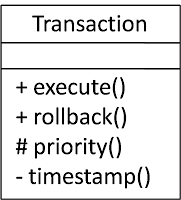 Transaction
+ execute()
+ rollback()
# priority()
- timestamp()